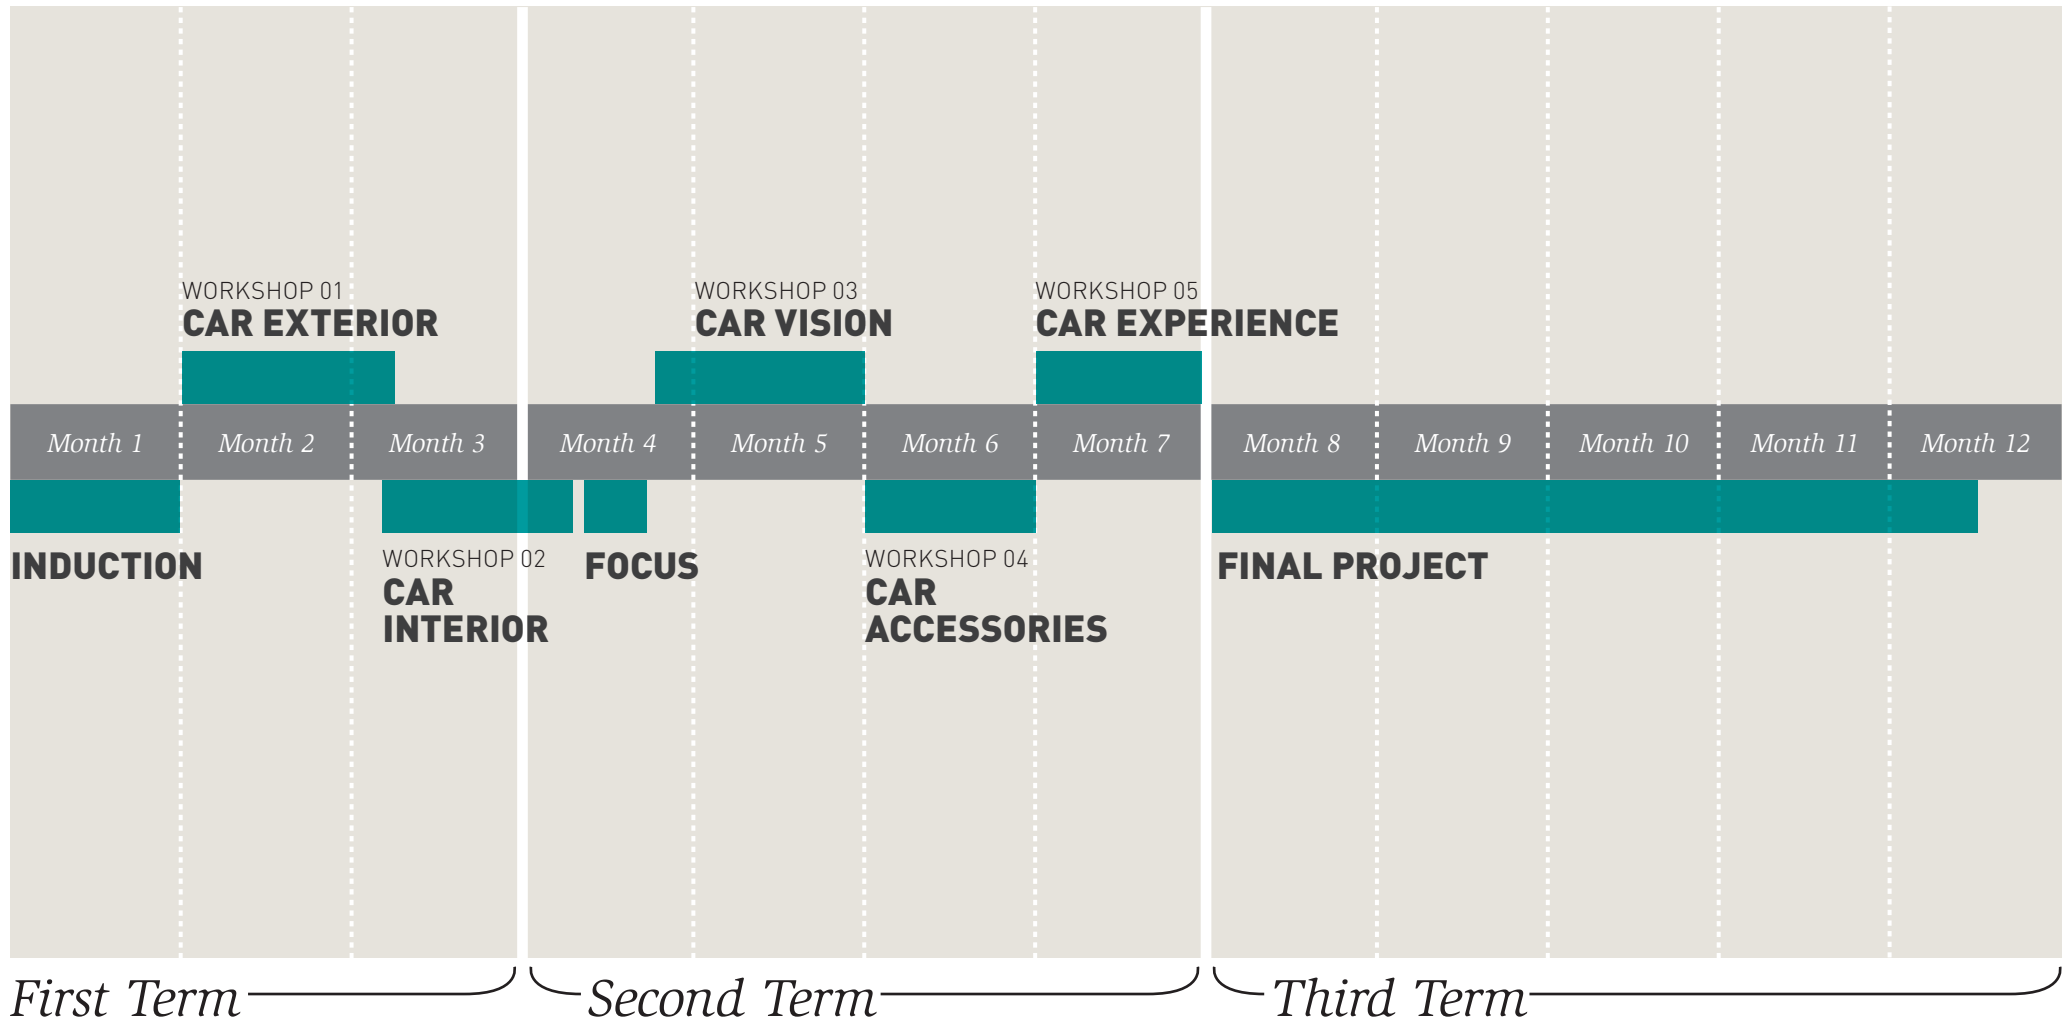 WORKSHOP 01
CAR EXTERIOR
WORKSHOP 03
CAR VISION
WORKSHOP 05
CAR EXPERIENCE
Month 1
Month 2
Month 3
Month 4
Month 5
Month 6
Month 7
Month 8
Month 9
Month 10
Month 11
Month 12
INDUCTION
WORKSHOP 02
CAR
INTERIOR
FOCUS
WORKSHOP 04
CAR
ACCESSORIES
FINAL PROJECT
First Term
Second Term
Third Term